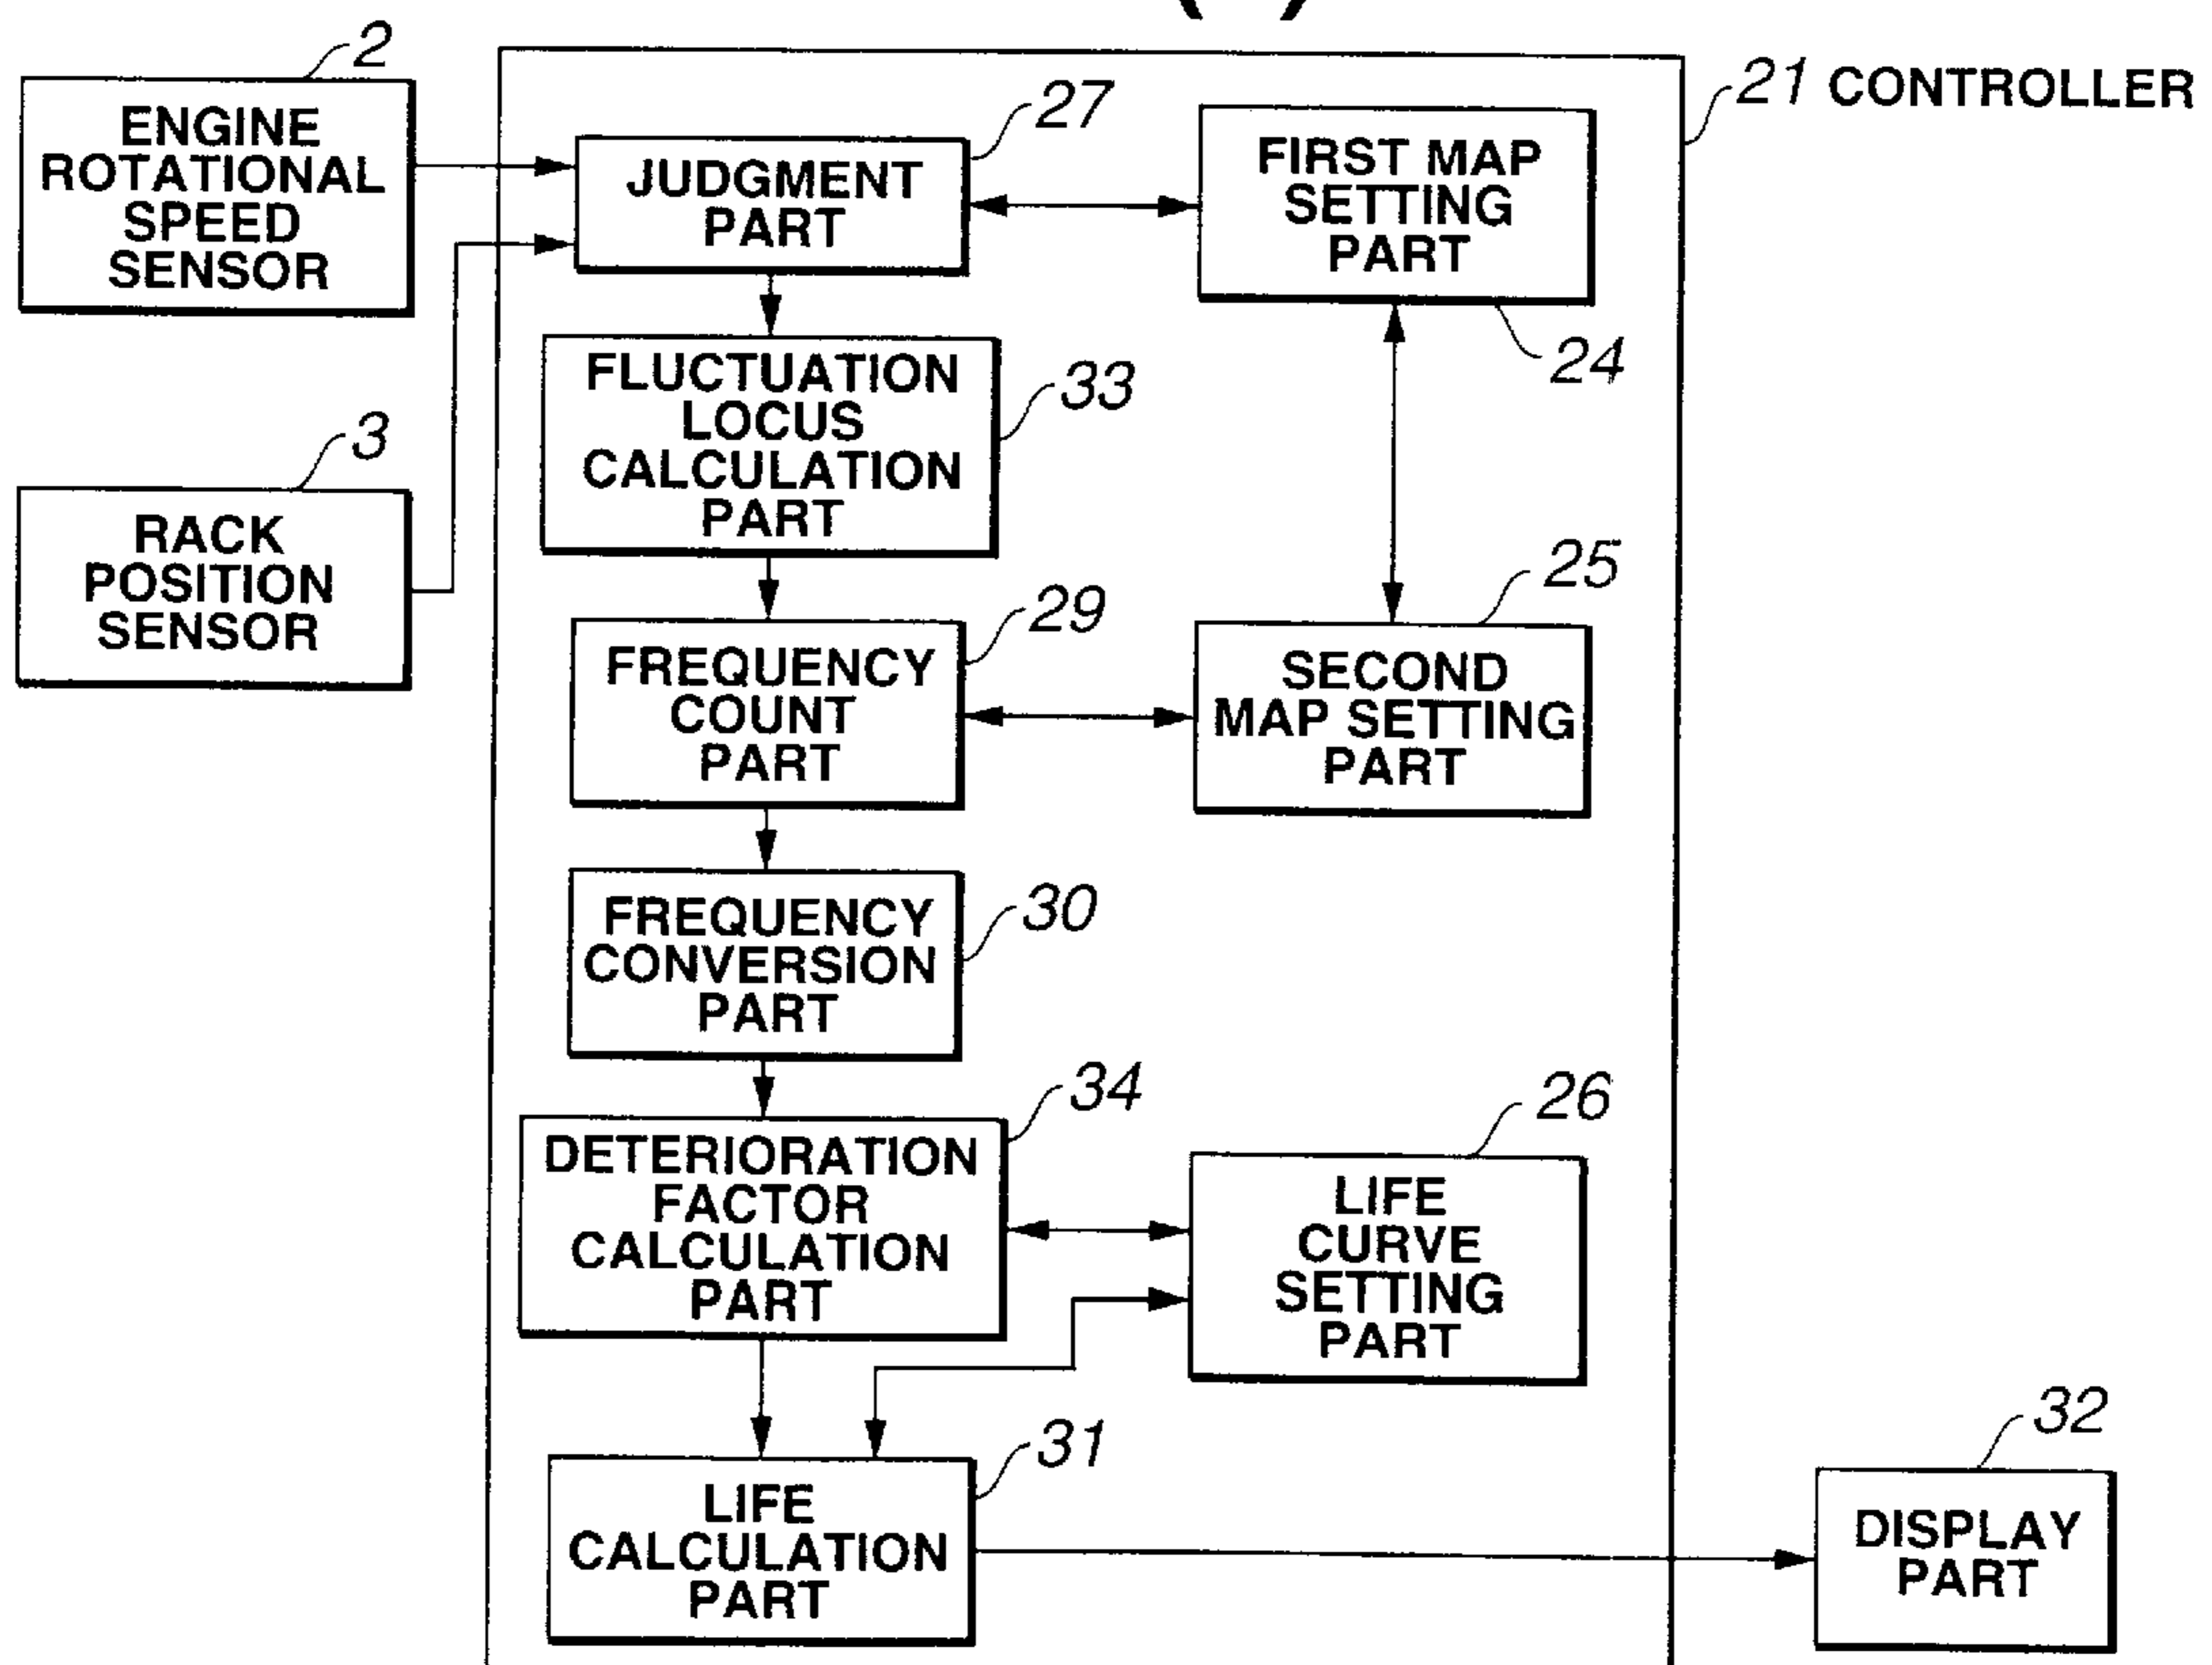 2
ENGINE
ROTATIONAL
SPEED
SENSOR
3
RACK
POSITION
SENSOR
21 CONTROLLER
27
JUDGMENT
PART
FIRST MAP
SETTING
PART
24
FLUCTUATION
LOCUS
CALCULATION
PART
33
29
FREQUENCY
COUNT
PART
25
SECOND
MAP SETTING
PART
30
FREQUENCY
CONVERSION
PART
34
DETERIORATION
FACTOR
CALCULATION
PART
26
LIFE
CURVE
SETTING
PART
31
LIFE
CALCULATION
PART
32
DISPLAY
PART